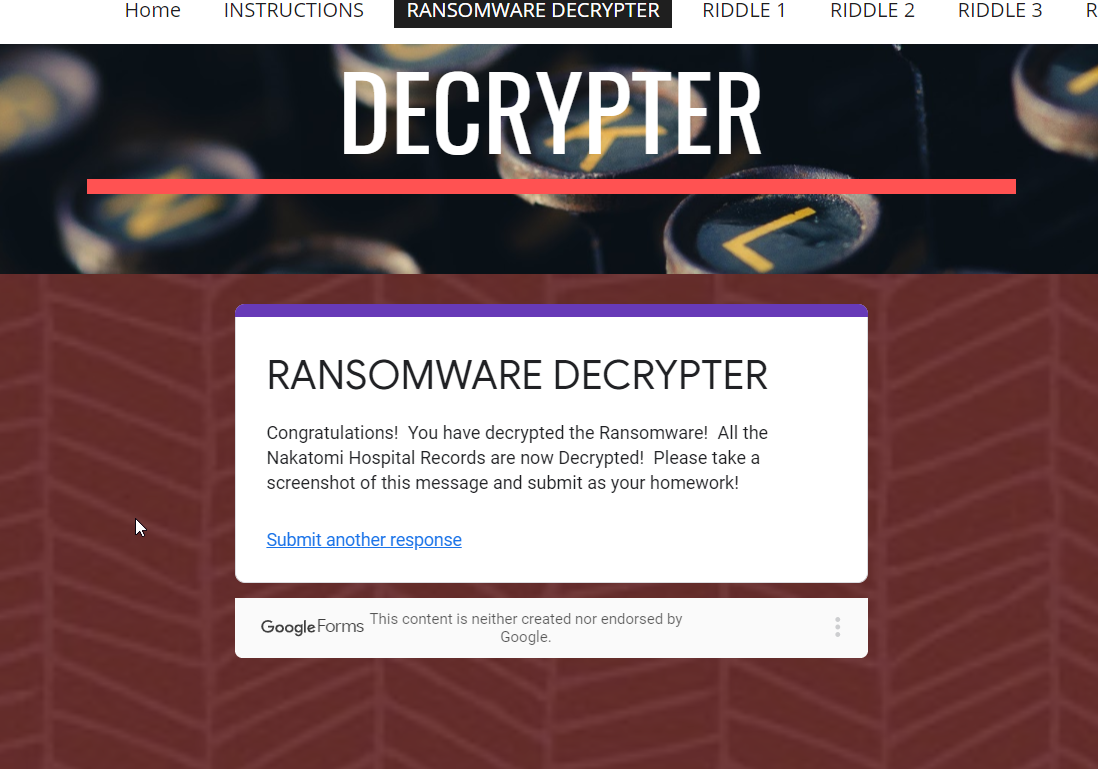 Home INSTRUCTIONS RANSOMWARE DECRYPTER RIDDLE 1 RIDDLE 2 RIDDLE 3 R
DECRYPTER
RANSOMWARE DECRYPTER
Congratulations!  You have decrypted the Ransomware!  All the
Nakatomi Hospital Records are now Decrypted!  Please take a
screenshot of this message and submit as your homework!
Submit another response
Google Forms This content is neither created nor endorsed by
Google.